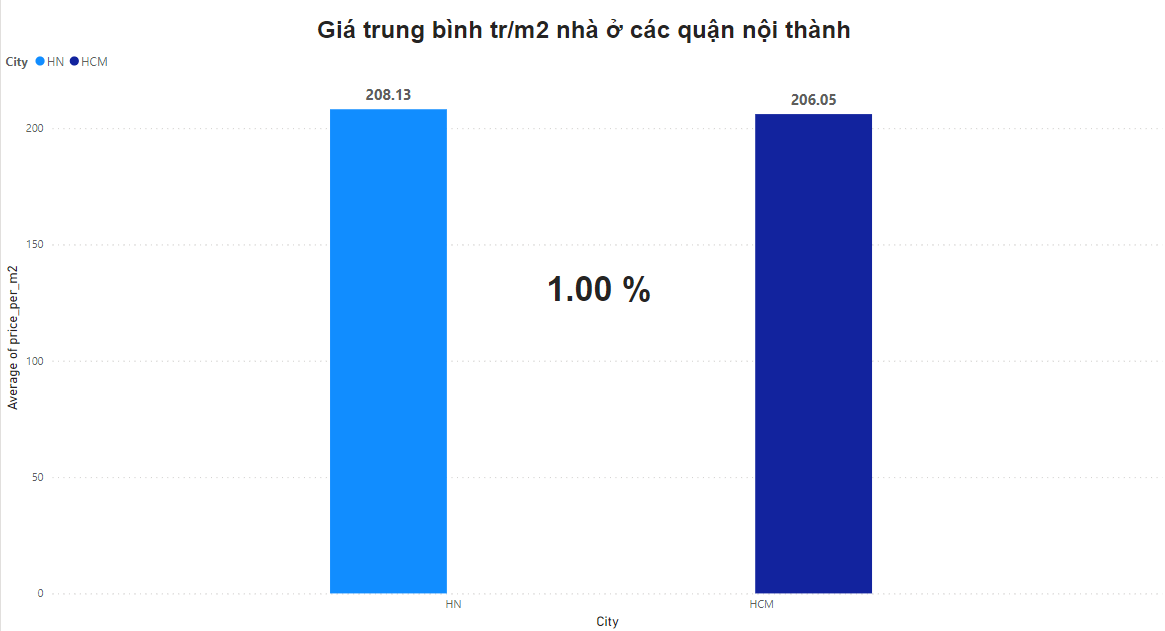 Giá trung bình tr/m2 nhà ở các quận nội thành
City HN HCM
208.13
206.05
200
150
1.00 %
100
50
0
Average of price_per_m2
HN
HCM
City